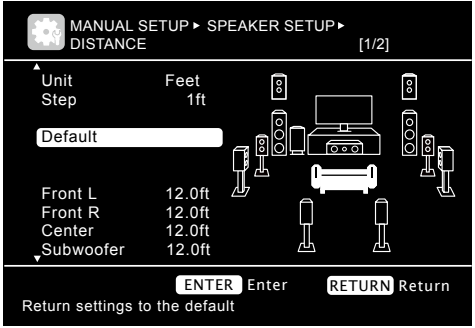 MANUAL SETUP ▸ SPEAKER SETUP ▸
DISTANCE [1/2]
Unit Feet
Step 1ft
Default
Front L 12.0ft
Front R 12.0ft
Center 12.0ft
Subwoofer 12.0ft
ENTER Enter RETURN Return
Return settings to the default